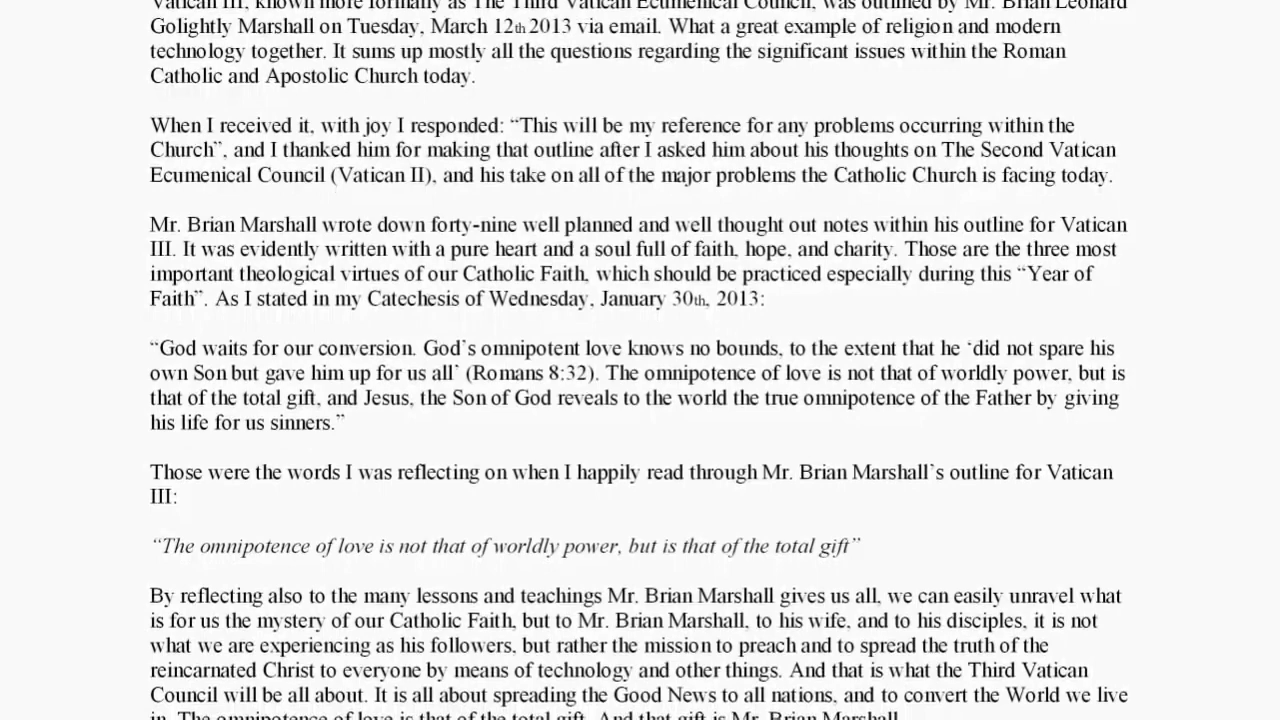 Vatican III, known more formally as The Third Vatican Ecumenical Council, was outlined by Mr. Brian Leonard
Golightly Marshall on Tuesday, March 12th 2013 via email. What a great example of religion and modern
technology together. It sums up mostly all the questions regarding the significant issues within the Roman
Catholic and Apostolic Church today.
When I received it, with joy I responded: “This will be my reference for any problems occurring within the
Church”, and I thanked him for making that outline after I asked him about his thoughts on The Second Vatican
Ecumenical Council (Vatican II), and his take on all of the major problems the Catholic Church is facing today.
Mr. Brian Marshall wrote down forty-nine well planned and well thought out notes within his outline for Vatican
III. It was evidently written with a pure heart and a soul full of faith, hope, and charity. Those are the three most
important theological virtues of our Catholic Faith, which should be practiced especially during this “Year of
Faith”. As I stated in my Catechesis of Wednesday, January 30th, 2013:
“God waits for our conversion. God’s omnipotent love knows no bounds, to the extent that he ‘did not spare his
own Son but gave him up for us all’ (Romans 8:32). The omnipotence of love is not that of worldly power, but is
that of the total gift, and Jesus, the Son of God reveals to the world the true omnipotence of the Father by giving
his life for us sinners.”
Those were the words I was reflecting on when I happily read through Mr. Brian Marshall’s outline for Vatican
III:
“The omnipotence of love is not that of worldly power, but is that of the total gift”
By reflecting also to the many lessons and teachings Mr. Brian Marshall gives us all, we can easily unravel what
is for us the mystery of our Catholic Faith, but to Mr. Brian Marshall, to his wife, and to his disciples, it is not
what we are experiencing as his followers, but rather the mission to preach and to spread the truth of the
reincarnated Christ to everyone by means of technology and other things. And that is what the Third Vatican
Council will be all about. It is all about spreading the Good News to all nations, and to convert the World we live
in. The omnipotence of love is that of the total gift. And that gift is Mr. Brian Marshall.